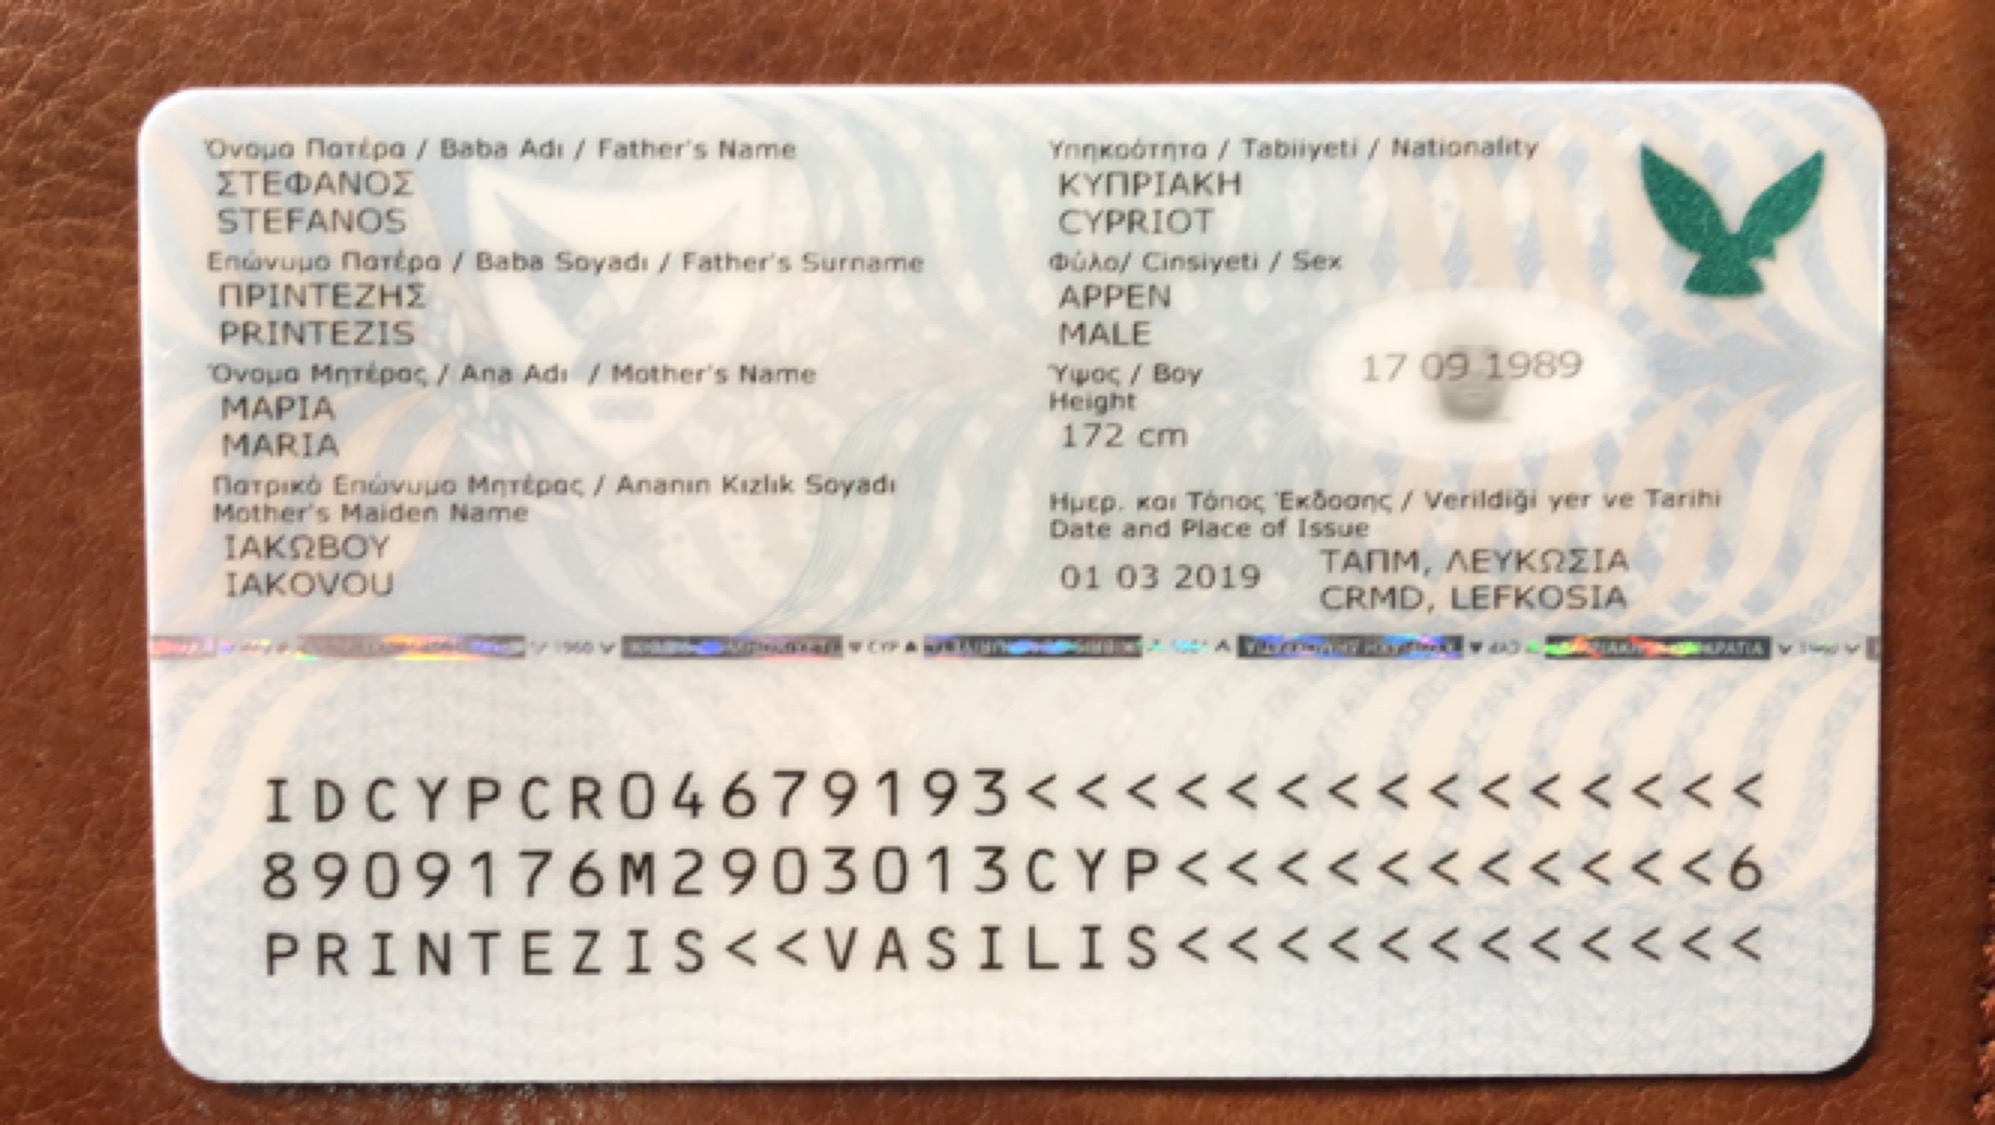 Όνομα Πατέρα / Baba Adı / Father's Name
ΣΤΕΦΑΝΟΣ
STEFANOS
Επώνυμο Πατέρα / Baba Soyadı / Father's Surname
ΠΡΙΝΤΕΖΗΣ
PRINTEZIS
Όνομα Μητέρας / Ana Adı / Mother's Name
ΜΑΡΙΑ
MARIA
Πατρικό Επώνυμο Μητέρας / Ananın Kızlık Soyadı
Mother's Maiden Name
ΙΑΚΩΒΟΥ
IAKOVOU
Υπηκοότητα / Tabiiyeti / Nationality
ΚΥΠΡΙΑΚΗ
CYPRIOT
Φύλο/ Cinsiyeti / Sex
ΑΡΡΕΝ
MALE
Ύψος / Boy
Height
172 cm
17 09 1989
Ημερ. και Τόπος Έκδοσης / Verildiği yer ve Tarihi
Date and Place of Issue
01 03 2019
ΤΑΠΜ, ΛΕΥΚΩΣΙΑ
CRMD, LEFKOSIA
1960 CYP
IDCYPCR04679193<<<<<<<<<<<<<<<
8909176M2903013CYP<<<<<<<<<<<6
PRINTEZIS<<VASILIS<<<<<<<<<<<<